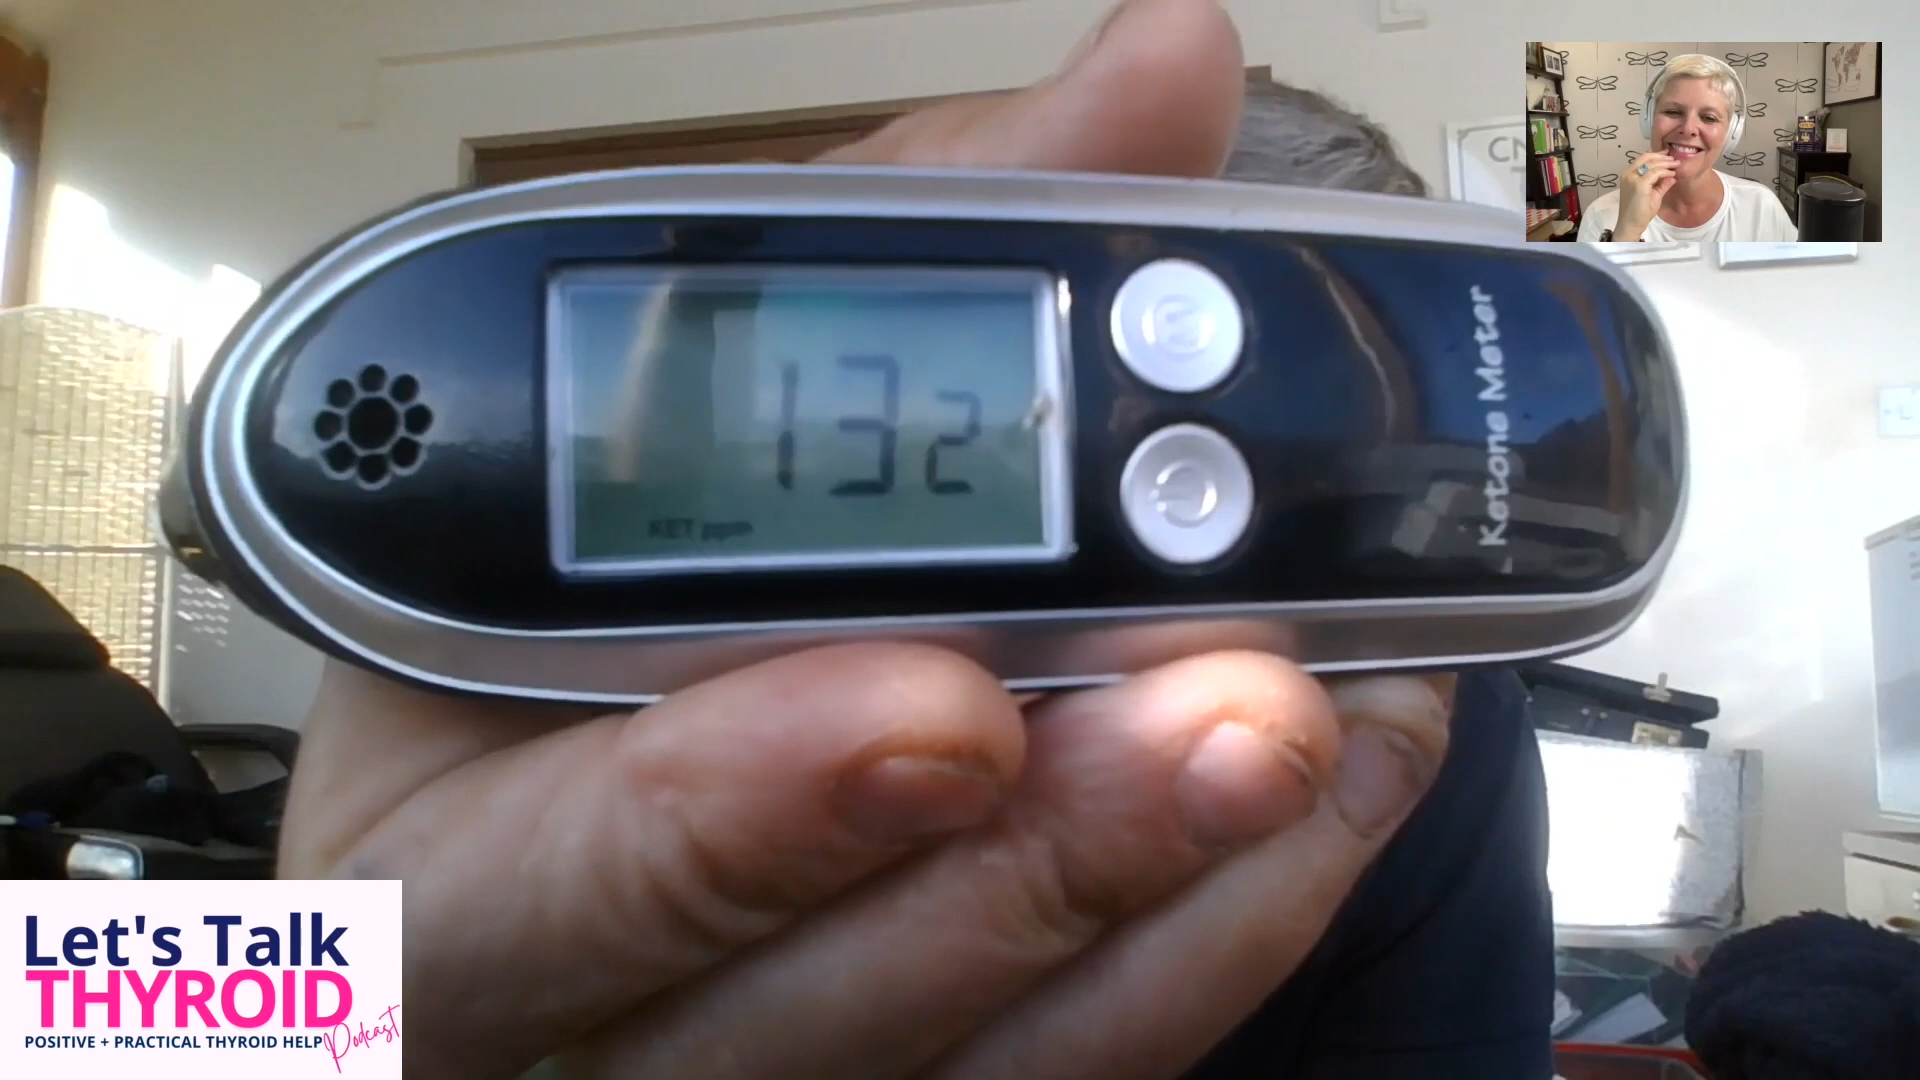 132
KET ppm
Ketone Meter
Let's Talk
THYROID
Podcast
POSITIVE + PRACTICAL THYROID HELP